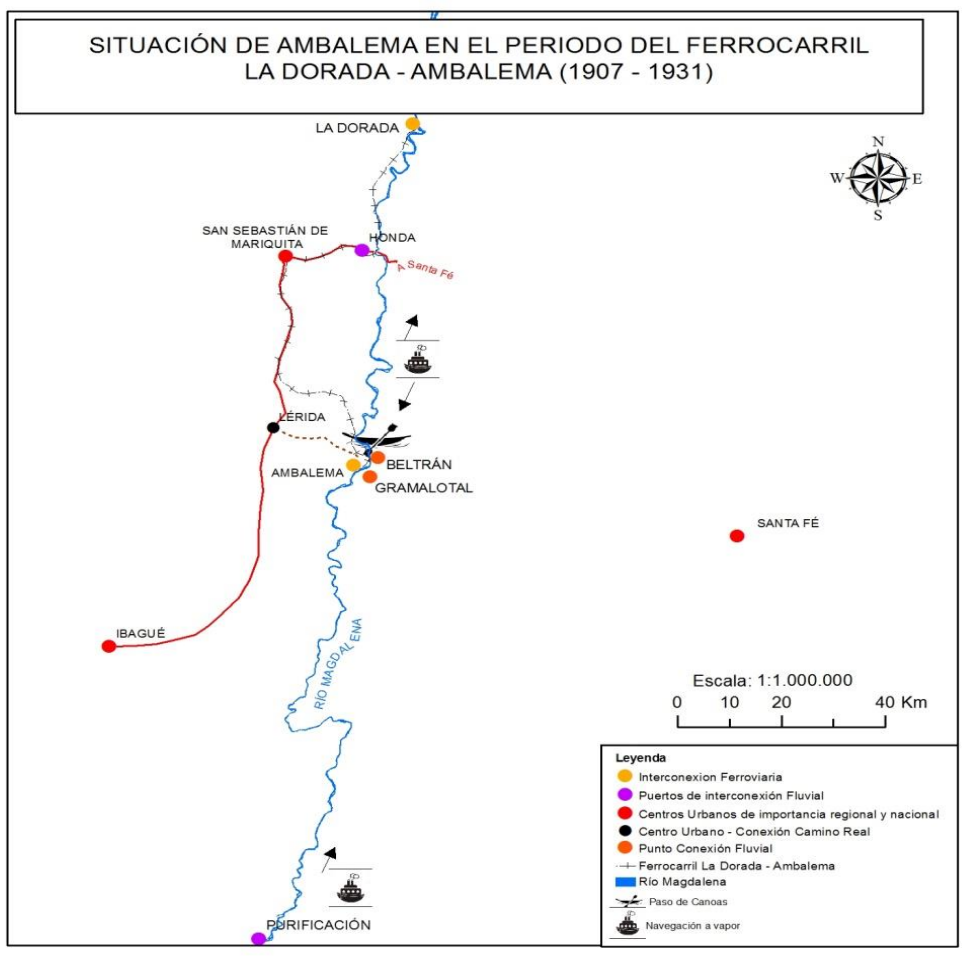 SITUACIÓN DE AMBALEMA EN EL PERIODO DEL FERROCARRIL
LA DORADA - AMBALEMA (1907 - 1931)
LA DORADA
N
W
E
S
SAN SEBASTIÁN DE
MARIQUITA
HONDA
A Santa Fé
LÉRIDA
AMBALEMA
BELTRÁN
GRAMALOTAL
SANTA FÉ
IBAGUÉ
RÍO MAGDALENA
Escala: 1:1.000.000
0 10 20 40 Km
PURIFICACIÓN
Leyenda
Interconexion Ferroviaria
Puertos de interconexión Fluvial
Centros Urbanos de importancia regional y nacional
Centro Urbano - Conexión Camino Real
Punto Conexión Fluvial
Ferrocarril La Dorada - Ambalema
Río Magdalena
Paso de Canoas
Navegación a vapor